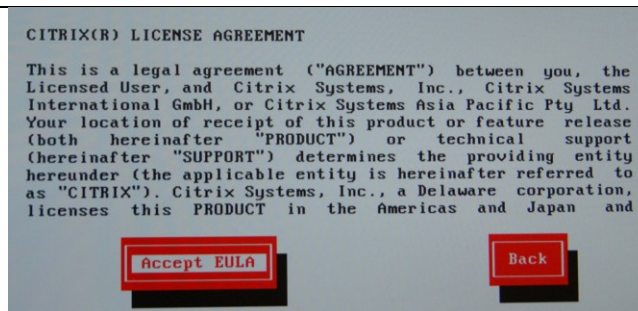 CITRIX(R) LICENSE AGREEMENT
This is a legal agreement ("AGREEMENT") between you, the
Licensed User, and Citrix Systems, Inc., Citrix Systems
International GmbH, or Citrix Systems Asia Pacific Pty Ltd.
Your location of receipt of this product or feature release
(both hereinafter "PRODUCT") or technical support
(hereinafter "SUPPORT") determines the providing entity
hereunder (the applicable entity is hereinafter referred to
as "CITRIX"). Citrix Systems, Inc., a Delaware corporation,
licenses this PRODUCT in the Americas and Japan and
Accept EULA Back